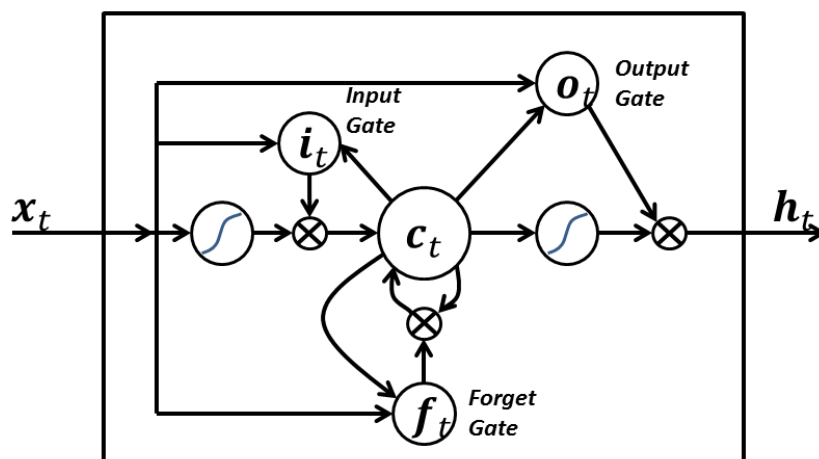 Output
Gate
o_t
Input
Gate
i_t
x_t
c_t
h_t
f_t
Forget
Gate